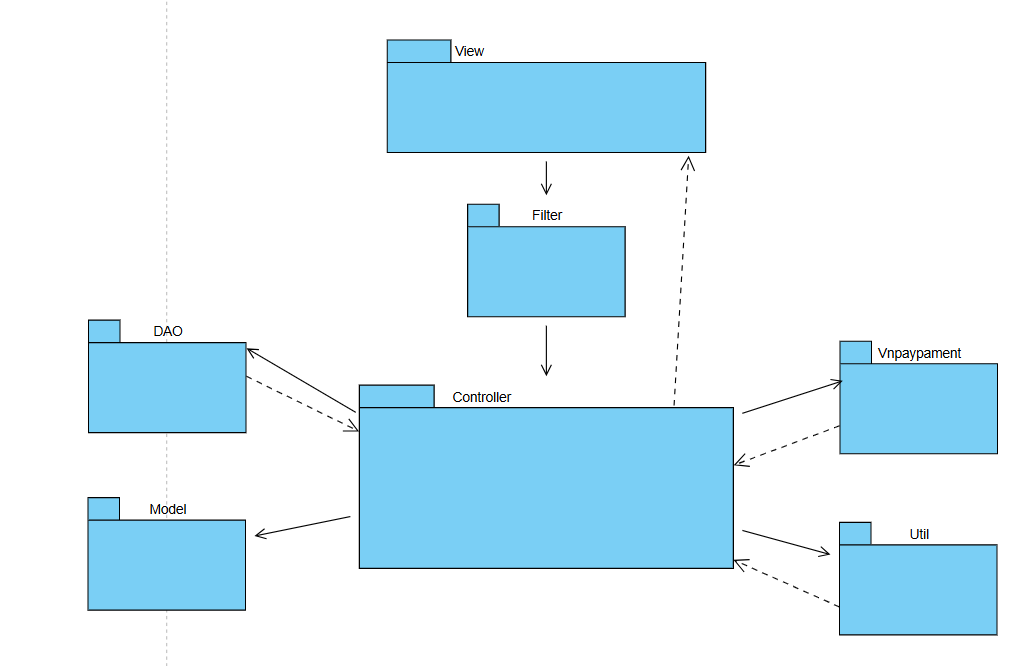 View
Filter
DAO
Vnpaypament
Controller
Model
Util